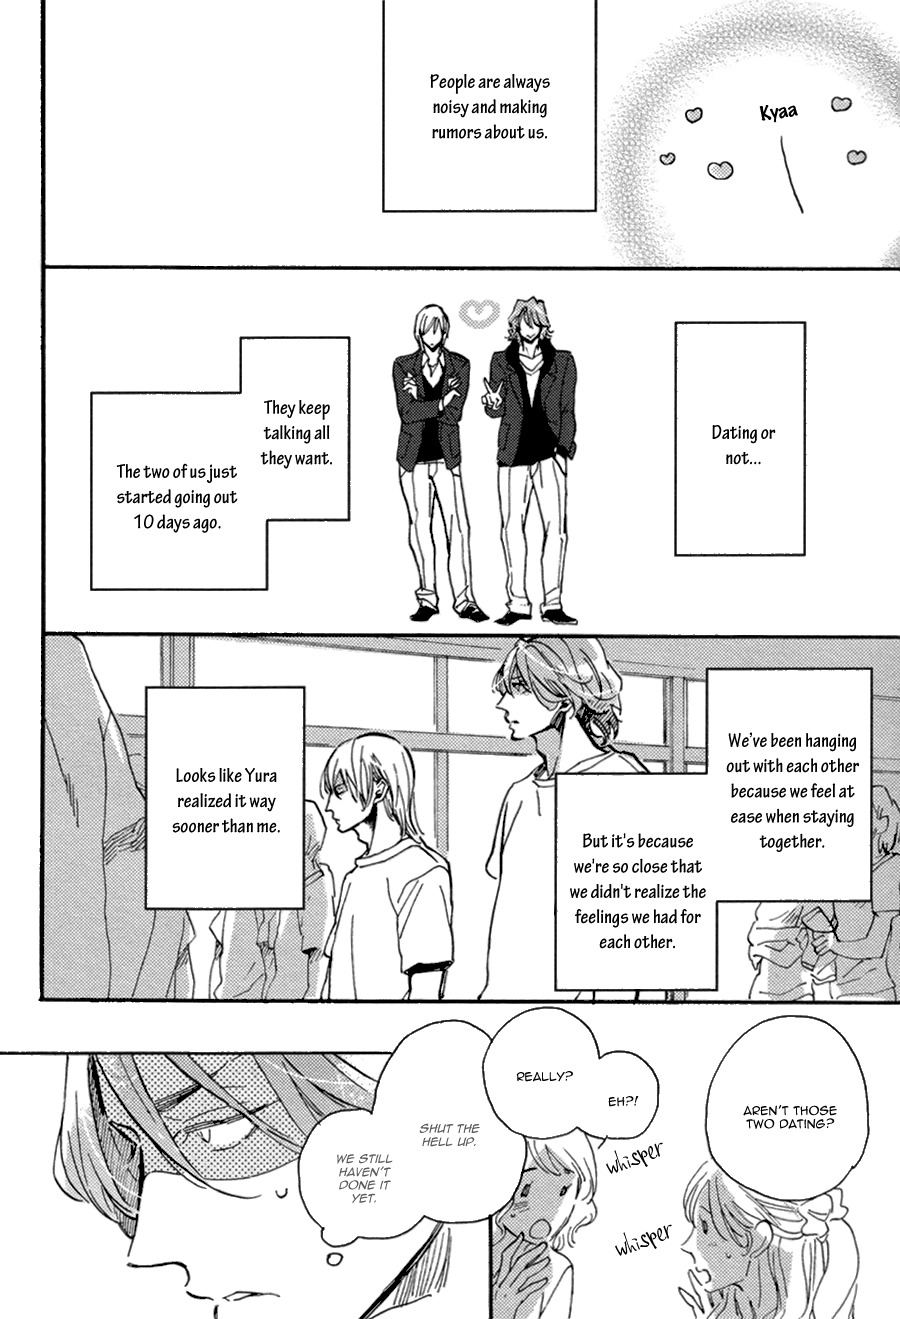 Kyaa
People are always
noisy and making
rumors about us.
Dating or
not...
They keep
talking all
they want.
The two of us just
started going out
10 days ago.
We've been hanging
out with each other
because we feel at
ease when staying
together.
But it's because
we're so close that
we didn't realize the
feelings we had for
each other.
Looks like Yura
realized it way
sooner than me.
AREN'T THOSE
TWO DATING?
whisper
whisper
REALLY?
EH?!
SHUT THE
HELL UP.
WE STILL
HAVEN'T
DONE IT
YET.